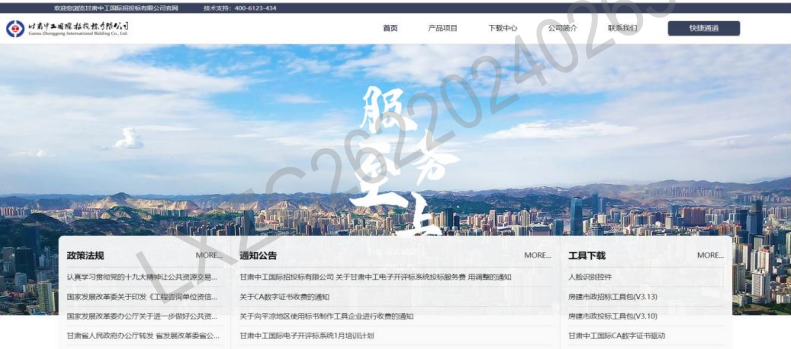 欢迎您浏览甘肃中工国际招投标有限公司官网 技术支持：400-6123-434
甘肃中工国际招投标有限公司
Gansu Zhonggong International Bidding Co., Ltd.
首页 产品项目 下载中心 公司简介 联系我们 快捷通道
服务至上
政策法规 MORE...
认真学习贯彻党的十九大精神让公共资源交易...
国家发展改革委关于印发《工程咨询单位资信...
国家发展改革委办公厅关于进一步做好公共资...
甘肃省人民政府办公厅转发 省发展改革委省公...
通知公告 MORE...
甘肃中工国际招投标有限公司 关于甘肃中工电子开评标系统投标服务费 用调整的通知
关于CA数字证书收费的通知
关于向平凉地区使用标书制作工具企业进行收费的通知
甘肃中工国际电子开评标系统1月培训计划
工具下载 MORE...
人脸识别控件
房建市政招标工具包(V3.13)
房建市政投标工具包(V3.10)
甘肃中工国际CA数字证书驱动